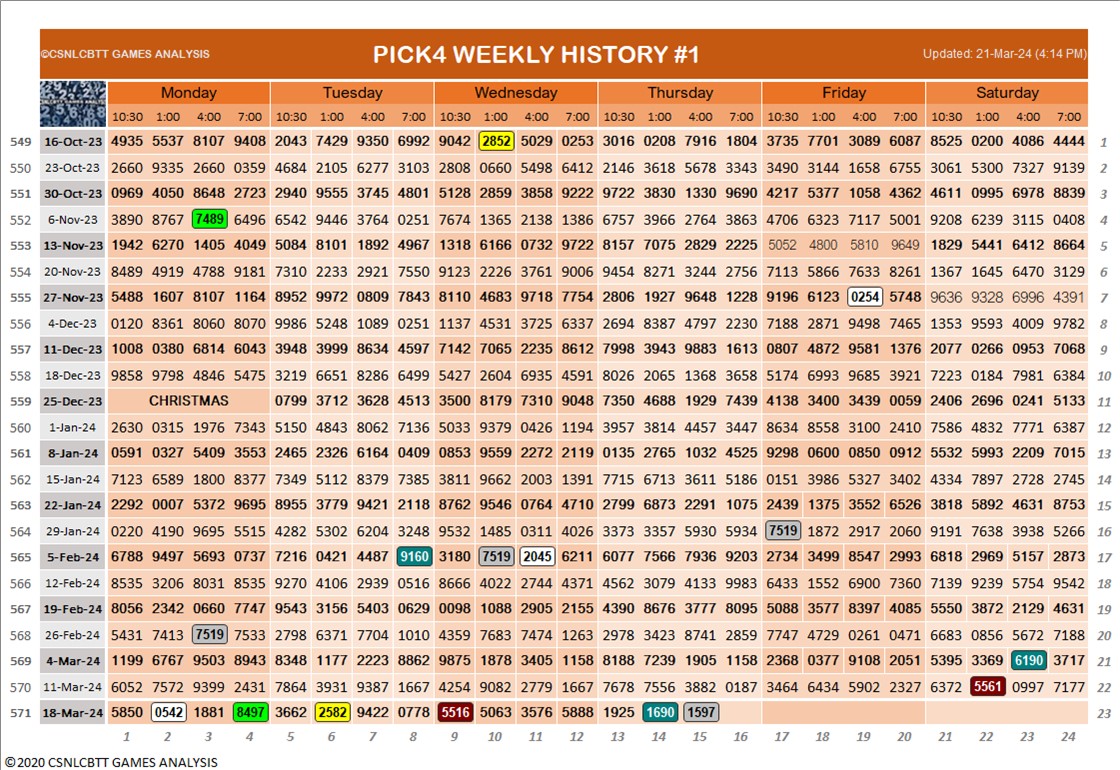 ©CSNLCBTT GAMES ANALYSIS PICK4 WEEKLY HISTORY #1 Updated: 21-Mar-24 (4:14 PM)
Monday Tuesday Wednesday Thursday Friday Saturday
10:30 1:00 4:00 7:00 10:30 1:00 4:00 8:00 10:30 1:00 4:00 7:00 10:30 1:00 4:00 7:00 10:30 1:00 4:00 7:00 10:30 1:00 4:00 7:00
549 16-Oct-23 4935 5537 8107 9408 2043 7429 9350 6992 9042 2852 5029 0253 3016 0208 7916 1804 3735 7701 3089 6087 8525 0200 4086 4444 1
550 23-Oct-23 2660 9335 2660 0359 4684 2105 6277 3103 2808 0660 5498 6412 2146 3618 5678 3343 3490 3144 1658 6755 3061 5300 7327 9139 2
551 30-Oct-23 0969 4050 8648 2723 2940 9555 3745 4801 5128 2859 3858 9222 9722 3830 1330 9690 4217 5377 1058 4362 4611 0995 6978 8839 3
552 6-Nov-23 3890 8767 7489 6496 6542 9446 3764 0251 7674 1365 2138 1386 6757 3966 2764 3863 4706 6323 7117 5001 9208 6239 3115 0408 4
553 13-Nov-23 1942 6270 1405 4049 5084 8101 1892 4967 1318 6166 0732 9722 8157 7075 2829 2225 5052 4800 5810 9649 1829 5441 6412 8664 5
554 20-Nov-23 8489 4919 4788 9181 7310 2233 2921 7550 9123 2226 3761 9006 9454 8271 3244 2756 7113 5866 7633 8261 1367 1645 6470 3129 6
555 27-Nov-23 5488 1607 8107 1164 8952 9972 0809 7843 8110 4683 9718 7754 2806 1927 9648 1228 9196 6123 0254 5748 9636 9328 6996 4391 7
556 4-Dec-23 0120 8361 8060 8070 9986 5248 1089 0251 1137 4531 3725 6337 2694 8387 4797 2230 7188 2871 9498 7465 1353 9593 4009 9782 8
557 11-Dec-23 1008 0380 6814 6043 3948 3999 8634 4597 7142 7065 2235 8612 7998 3943 9883 1613 0807 4872 9581 1376 2077 0266 0953 7068 9
558 18-Dec-23 9858 9798 4846 5475 3219 6651 8286 6499 5427 2604 6935 4591 8026 2065 1368 3658 5174 6993 9685 3921 7223 0184 7981 6384 10
559 25-Dec-23 CHRISTMAS 0799 3712 3628 4513 3500 8179 7310 9048 7350 4688 1929 7439 4138 3400 3439 0059 2406 2696 0241 5133 11
560 1-Jan-24 2630 0315 1976 7343 5150 4843 8062 7136 5033 9379 0426 1194 3957 3814 4457 3447 8634 8558 3100 2410 7586 4832 7771 6387 12
561 8-Jan-24 0591 0327 5409 3553 2465 2326 6164 0409 0853 9559 2272 2119 0135 2765 1032 4525 9298 0600 0850 0912 5532 5993 2209 7015 13
562 15-Jan-24 7123 6589 1800 8377 7349 5112 8379 7385 3811 9662 2003 1391 7715 6713 3611 5186 0151 3986 5327 3402 4334 7897 2728 2745 14
563 22-Jan-24 2292 0007 5372 9695 8955 3779 9421 2118 8762 9546 0764 4710 2799 6873 2291 1075 2439 1375 3552 6526 3818 5892 4631 8753 15
564 29-Jan-24 0220 4190 9695 5515 4282 5302 6204 3248 9532 1485 0311 4026 3373 3357 5930 5934 7519 1872 2917 2060 9191 7638 3938 5266 16
565 5-Feb-24 6788 9497 5693 0737 7216 0421 4487 9160 3180 7519 2045 6211 6077 7566 7936 9203 2734 3499 8547 2993 6818 2969 5157 2873 17
566 12-Feb-24 8535 3206 8031 8535 9270 4106 2939 0516 8666 4022 2744 4371 4562 3079 4133 9983 6433 1552 6900 7360 7139 9239 5754 9542 18
567 19-Feb-24 8056 2342 0660 7747 9543 3156 5403 0629 0098 1088 2905 2155 4390 8676 3777 8095 5088 3577 8397 4085 5550 3872 2129 4631 19
568 26-Feb-24 5431 7413 7519 7533 2798 6371 7704 1010 4359 7683 7474 1263 2978 3423 8741 2859 7747 4729 0261 0471 6683 0856 5672 7188 20
569 4-Mar-24 1199 6767 9503 8943 8348 1177 2223 8862 9875 1878 3405 1158 8188 7239 1905 1158 2368 0377 9108 2051 5395 3369 6190 3717 21
570 11-Mar-24 6052 7572 9399 2431 7864 3931 9387 1667 4254 9082 2779 1667 7678 7556 3882 0187 3464 6434 5902 2327 6372 5561 0997 7177 22
571 18-Mar-24 5850 0542 1881 8497 3662 2582 9422 0778 5516 5063 3576 5888 1925 1690 1597 23
1 2 3 4 5 6 7 8 9 10 11 12 13 14 15 16 17 18 19 20 21 22 23 24
©2020 CSNLCBTT GAMES ANALYSIS